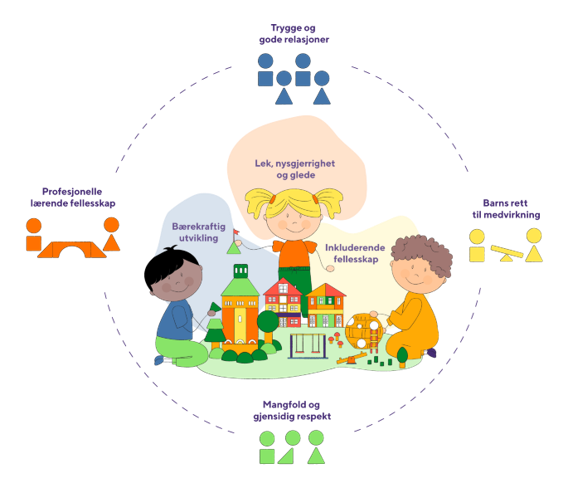 Trygge og
gode relasjoner
Lek, nysgjerrighet
og glede
Profesjonelle
lærende fellesskap
Barns rett
til medvirkning
Bærekraftig
utvikling
Inkluderende
fellesskap
Mangfold og
gjensidig respekt